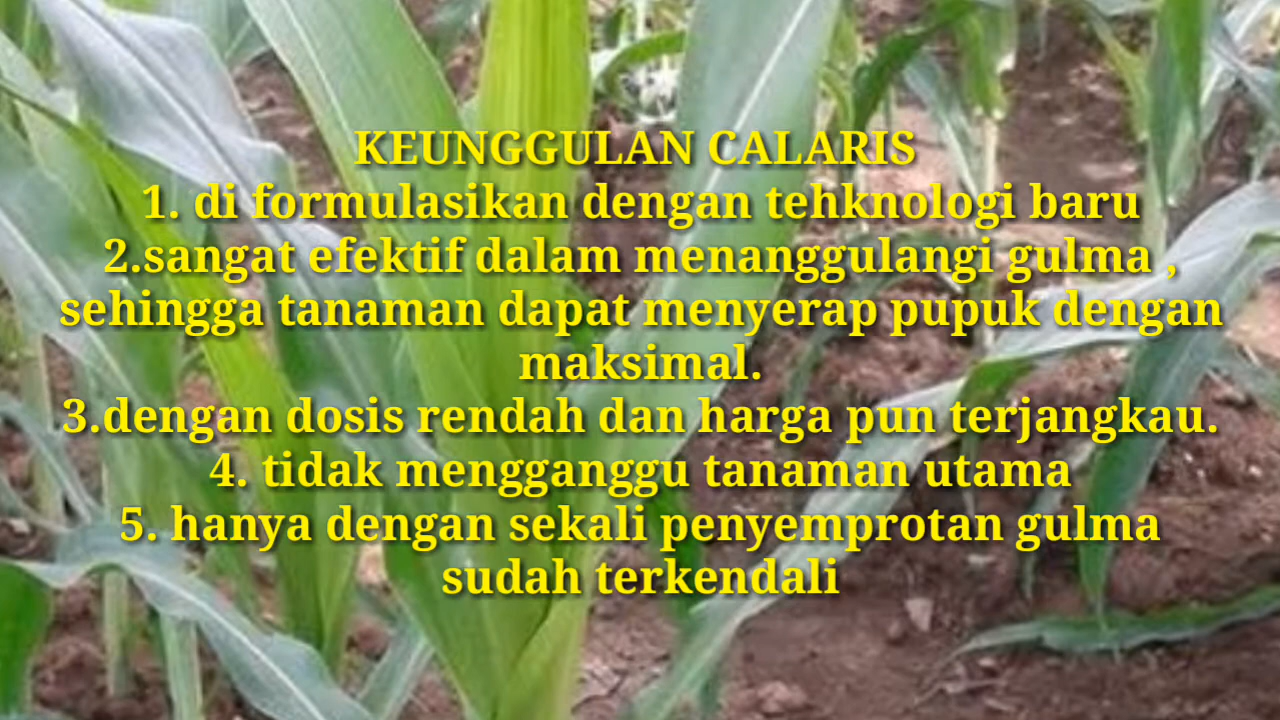 KEUNGGULAN CALARIS
1. di formulasikan dengan tehknologi baru
2.sangat efektif dalam menanggulangi gulma ,
sehingga tanaman dapat menyerap pupuk dengan
maksimal.
3.dengan dosis rendah dan harga pun terjangkau.
4. tidak mengganggu tanaman utama
5. hanya dengan sekali penyemprotan gulma
sudah terkendali